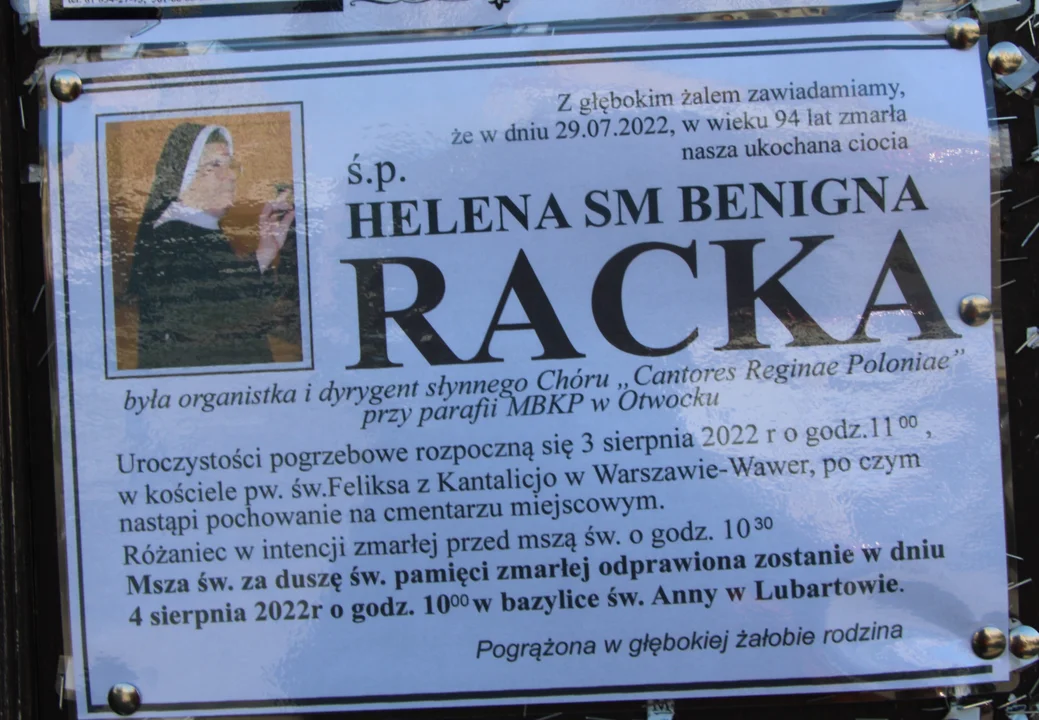 Z głębokim żalem zawiadamiamy,
że w dniu 29.07.2022, w wieku 94 lat zmarła
nasza ukochana ciocia
ś.p.
HELENA SM BENIGNA
RACKA
była organistka i dyrygent słynnego Chóru „Cantores Reginae Poloniae”
przy parafii MBKP w Otwocku
Uroczystości pogrzebowe rozpoczną się 3 sierpnia 2022 r o godz.11⁰⁰ ,
w kościele pw. św.Feliksa z Kantalicjo w Warszawie-Wawer, po czym
nastąpi pochowanie na cmentarzu miejscowym.
Różaniec w intencji zmarłej przed mszą św. o godz. 10³⁰
Msza św. za duszę św. pamięci zmarłej odprawiona zostanie w dniu
4 sierpnia 2022r o godz. 10⁰⁰ w bazylice św. Anny w Lubartowie.
Pogrążona w głębokiej żałobie rodzina